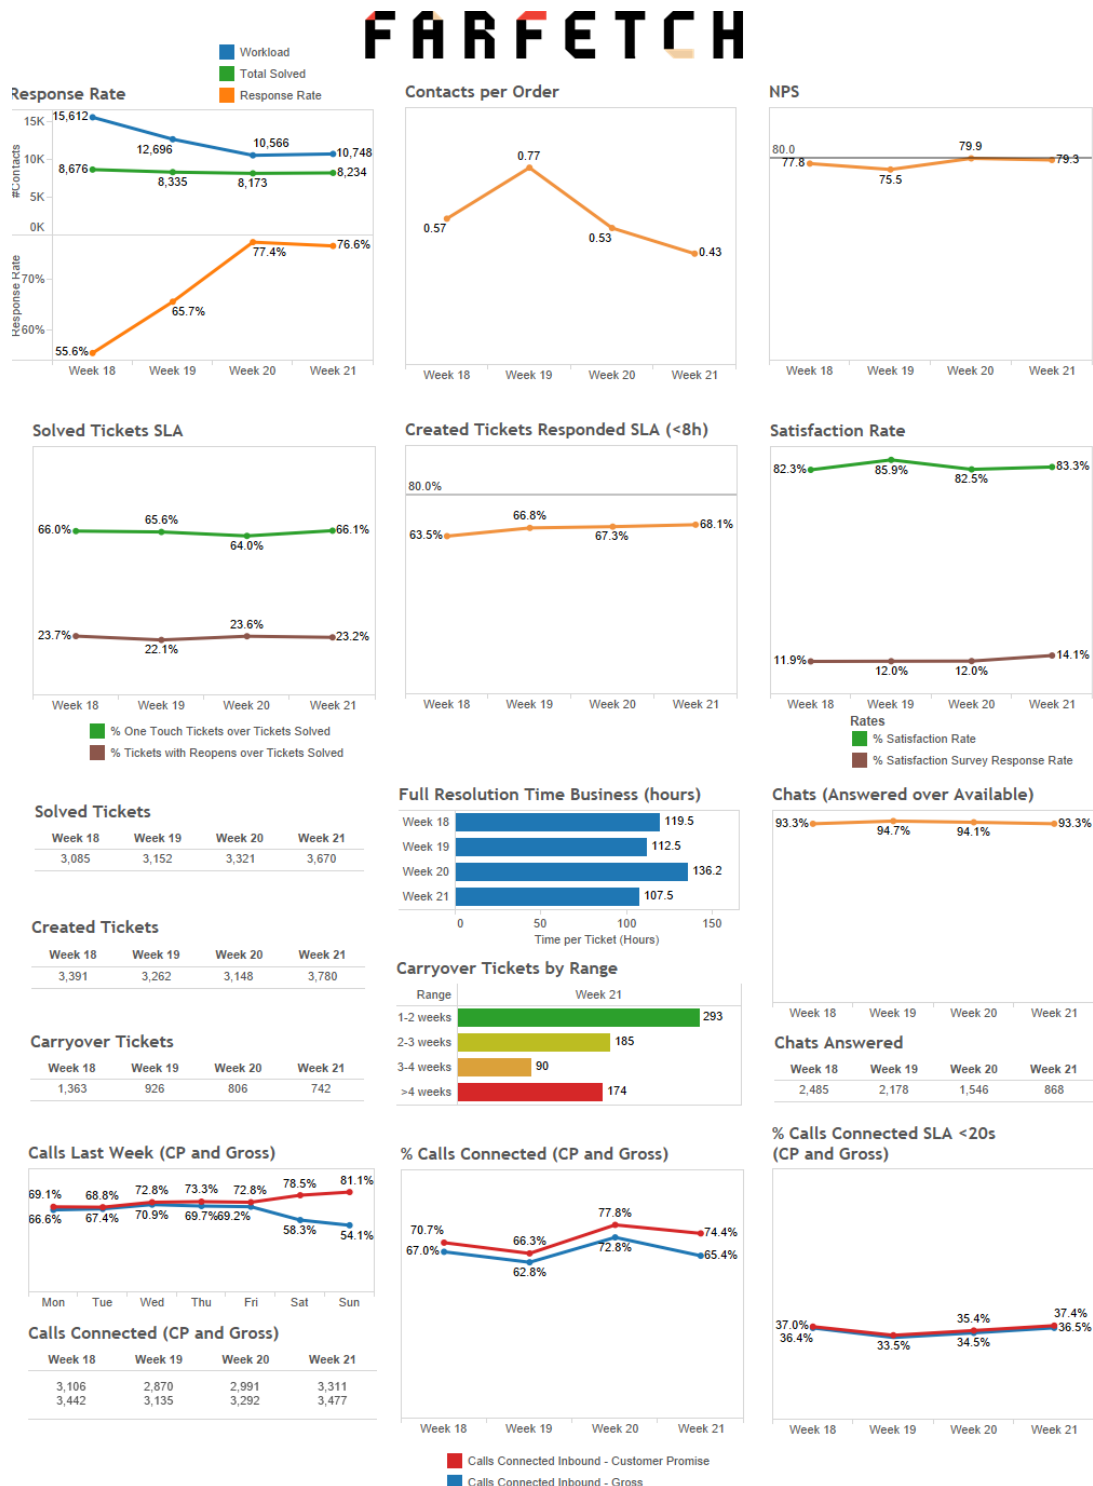 FARFETCH
Workload
Total Solved
Response Rate
Response Rate
15K
10K
5K
0K
#Contacts
15,612
12,696
10,566
10,748
8,676
8,335
8,173
8,234
Response Rate
70%
60%
55.6%
65.7%
77.4%
76.6%
Week 18 Week 19 Week 20 Week 21
Contacts per Order
0.57
0.77
0.53
0.43
Week 18 Week 19 Week 20 Week 21
NPS
80.0
77.8
75.5
79.9
79.3
Week 18 Week 19 Week 20 Week 21
Solved Tickets SLA
66.0%
65.6%
64.0%
66.1%
23.7%
22.1%
23.6%
23.2%
Week 18 Week 19 Week 20 Week 21
% One Touch Tickets over Tickets Solved
% Tickets with Reopens over Tickets Solved
Created Tickets Responded SLA (<8h)
80.0%
63.5%
66.8%
67.3%
68.1%
Week 18 Week 19 Week 20 Week 21
Satisfaction Rate
82.3%
85.9%
82.5%
83.3%
11.9%
12.0%
12.0%
14.1%
Week 18 Week 19 Week 20 Week 21
Rates
% Satisfaction Rate
% Satisfaction Survey Response Rate
Solved Tickets
Week 18 Week 19 Week 20 Week 21
3,085 3,152 3,321 3,670
Created Tickets
Week 18 Week 19 Week 20 Week 21
3,391 3,262 3,148 3,780
Carryover Tickets
Week 18 Week 19 Week 20 Week 21
1,363 926 806 742
Full Resolution Time Business (hours)
Week 18 119.5
Week 19 112.5
Week 20 136.2
Week 21 107.5
0 50 100 150
Time per Ticket (Hours)
Carryover Tickets by Range
Range Week 21
1-2 weeks 293
2-3 weeks 185
3-4 weeks 90
>4 weeks 174
Chats (Answered over Available)
93.3%
94.7%
94.1%
93.3%
Week 18 Week 19 Week 20 Week 21
Chats Answered
Week 18 Week 19 Week 20 Week 21
2,485 2,178 1,546 868
Calls Last Week (CP and Gross)
69.1% 68.8% 72.8% 73.3% 72.8% 78.5% 81.1%
66.6% 67.4% 70.9% 69.7% 69.2% 58.3% 54.1%
Mon Tue Wed Thu Fri Sat Sun
Calls Connected (CP and Gross)
Week 18 Week 19 Week 20 Week 21
3,106 2,870 2,991 3,311
3,442 3,135 3,292 3,477
% Calls Connected (CP and Gross)
70.7% 66.3% 77.8% 74.4%
67.0% 62.8% 72.8% 65.4%
Week 18 Week 19 Week 20 Week 21
Calls Connected Inbound - Customer Promise
Calls Connected Inbound - Gross
% Calls Connected SLA <20s
(CP and Gross)
37.0% 35.4% 37.4%
36.4% 33.5% 34.5% 36.5%
Week 18 Week 19 Week 20 Week 21